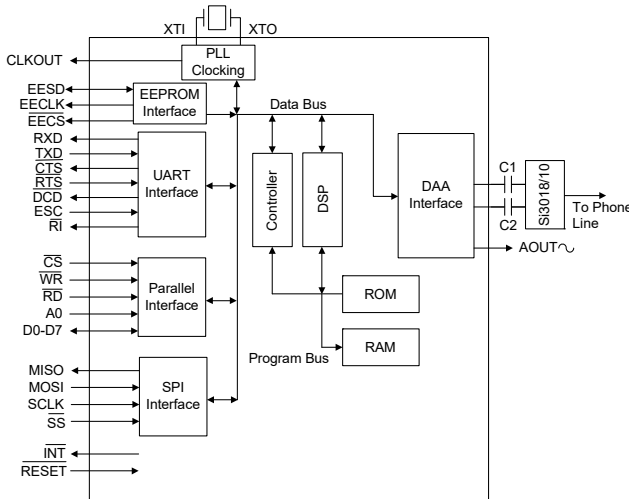 XTI
XTO
CLKOUT
PLL
Clocking
EESD
EECLK
EECS
EEPROM
Interface
Data Bus
RXD
TXD
CTS
RTS
DCD
ESC
RI
UART
Interface
Controller
DSP
DAA
Interface
C1
C2
Si3018/10
To Phone
Line
AOUT
CS
WR
RD
A0
D0-D7
Parallel
Interface
ROM
RAM
Program Bus
MISO
MOSI
SCLK
SS
SPI
Interface
INT
RESET